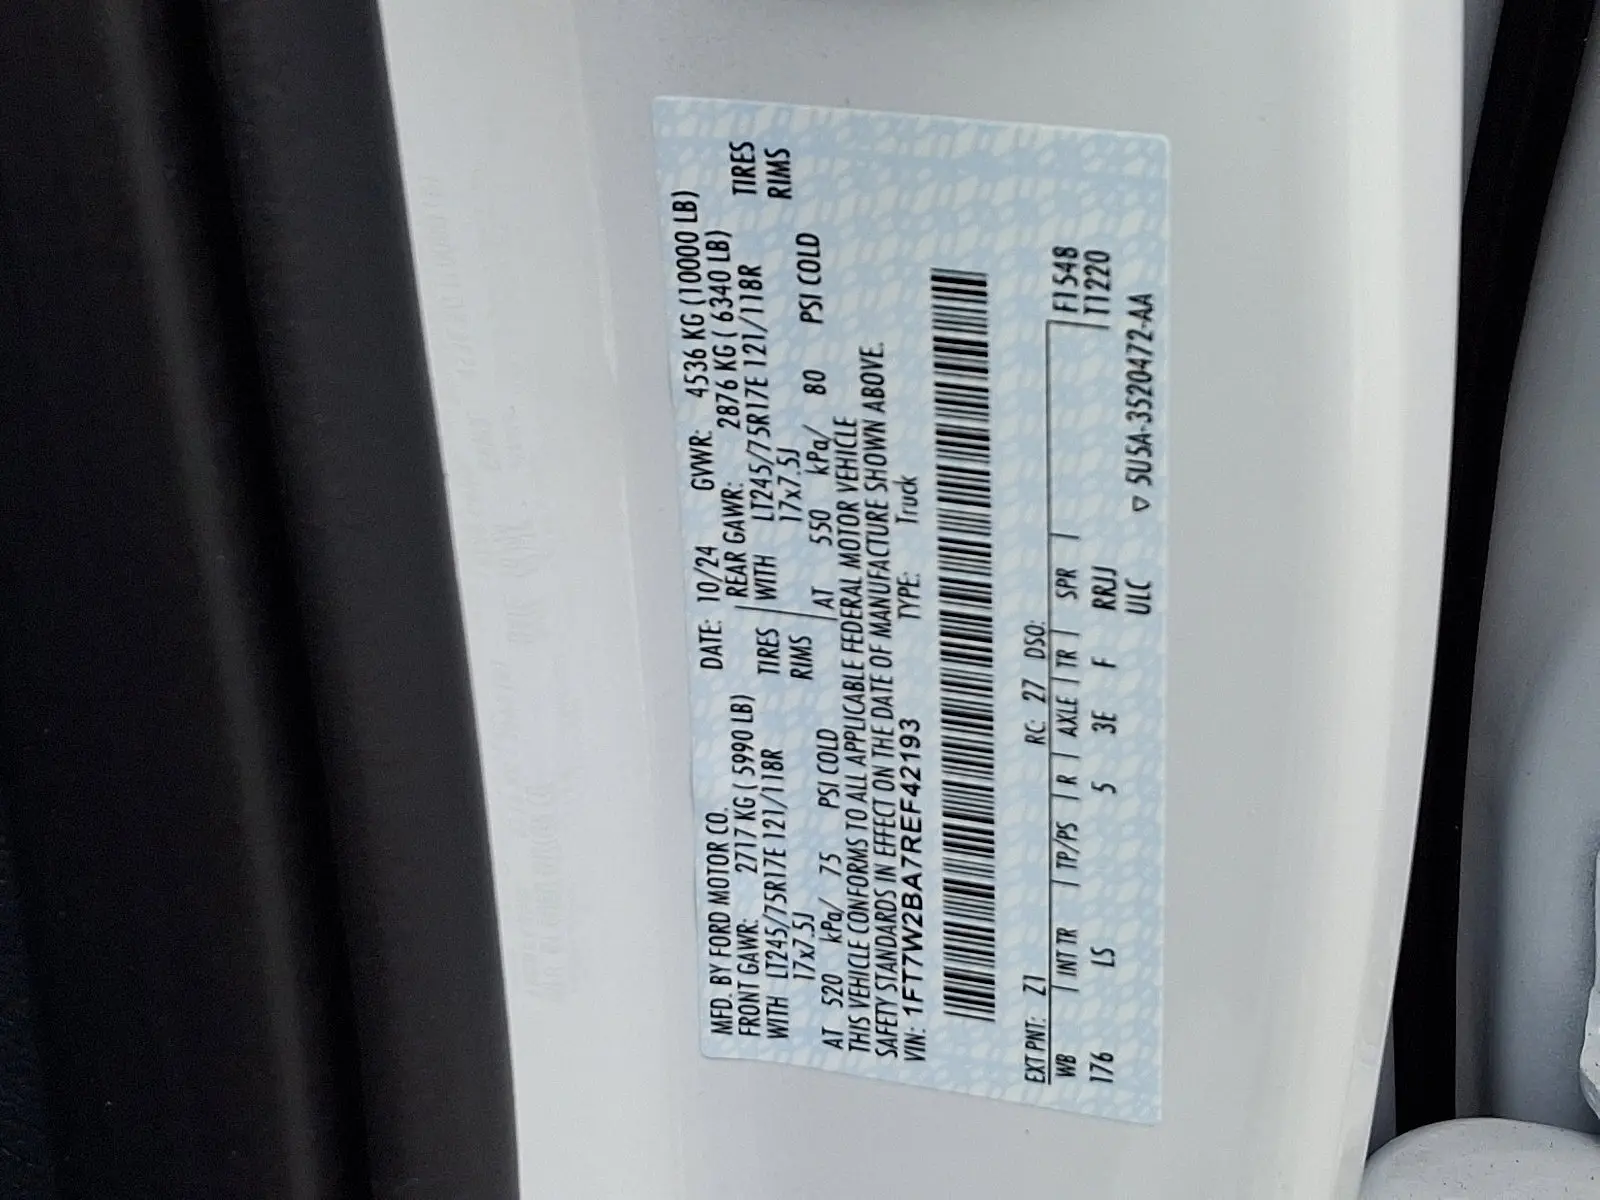 MFD. BY FORD MOTOR CO. DATE: 10/24 GVWR: 4536 KG (10000 LB)
FRONT GAWR: 2717 KG ( 5990 LB) REAR GAWR: 2876 KG ( 6340 LB)
WITH LT245/75R17E 121/118R TIRES WITH LT245/75R17E 121/118R TIRES
17x7.5J RIMS 17x7.5J RIMS
AT 520 kPa/ 75 PSI COLD AT 550 kPa/ 80 PSI COLD
THIS VEHICLE CONFORMS TO ALL APPLICABLE FEDERAL MOTOR VEHICLE
SAFETY STANDARDS IN EFFECT ON THE DATE OF MANUFACTURE SHOWN ABOVE.
VIN: 1FT7W2BA7REF42193 TYPE: Truck
EXT PNT: Z1 RC: 27 DSO:
WB | INT TR | TP/PS | R | AXLE | TR | SPR | F1548
176 LS 5 3E F RRJJ T1220
ULC ▽ 5U5A-3520472-AA